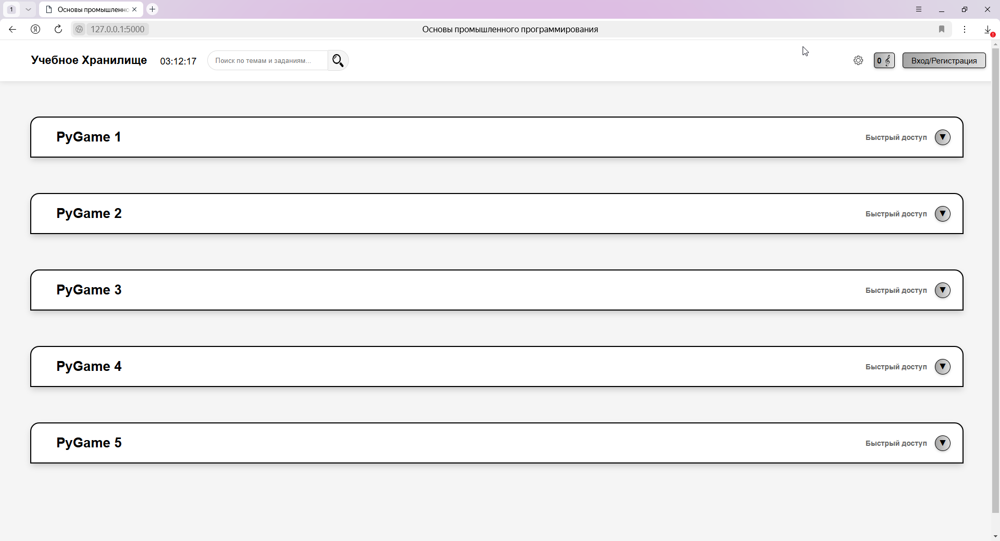 1
Основы промышленно
127.0.0.1:5000
Основы промышленного программирования
Учебное Хранилище
03:12:17
Поиск по темам и заданиям...
0
Вход/Регистрация
PyGame 1
Быстрый доступ
PyGame 2
Быстрый доступ
PyGame 3
Быстрый доступ
PyGame 4
Быстрый доступ
PyGame 5
Быстрый доступ